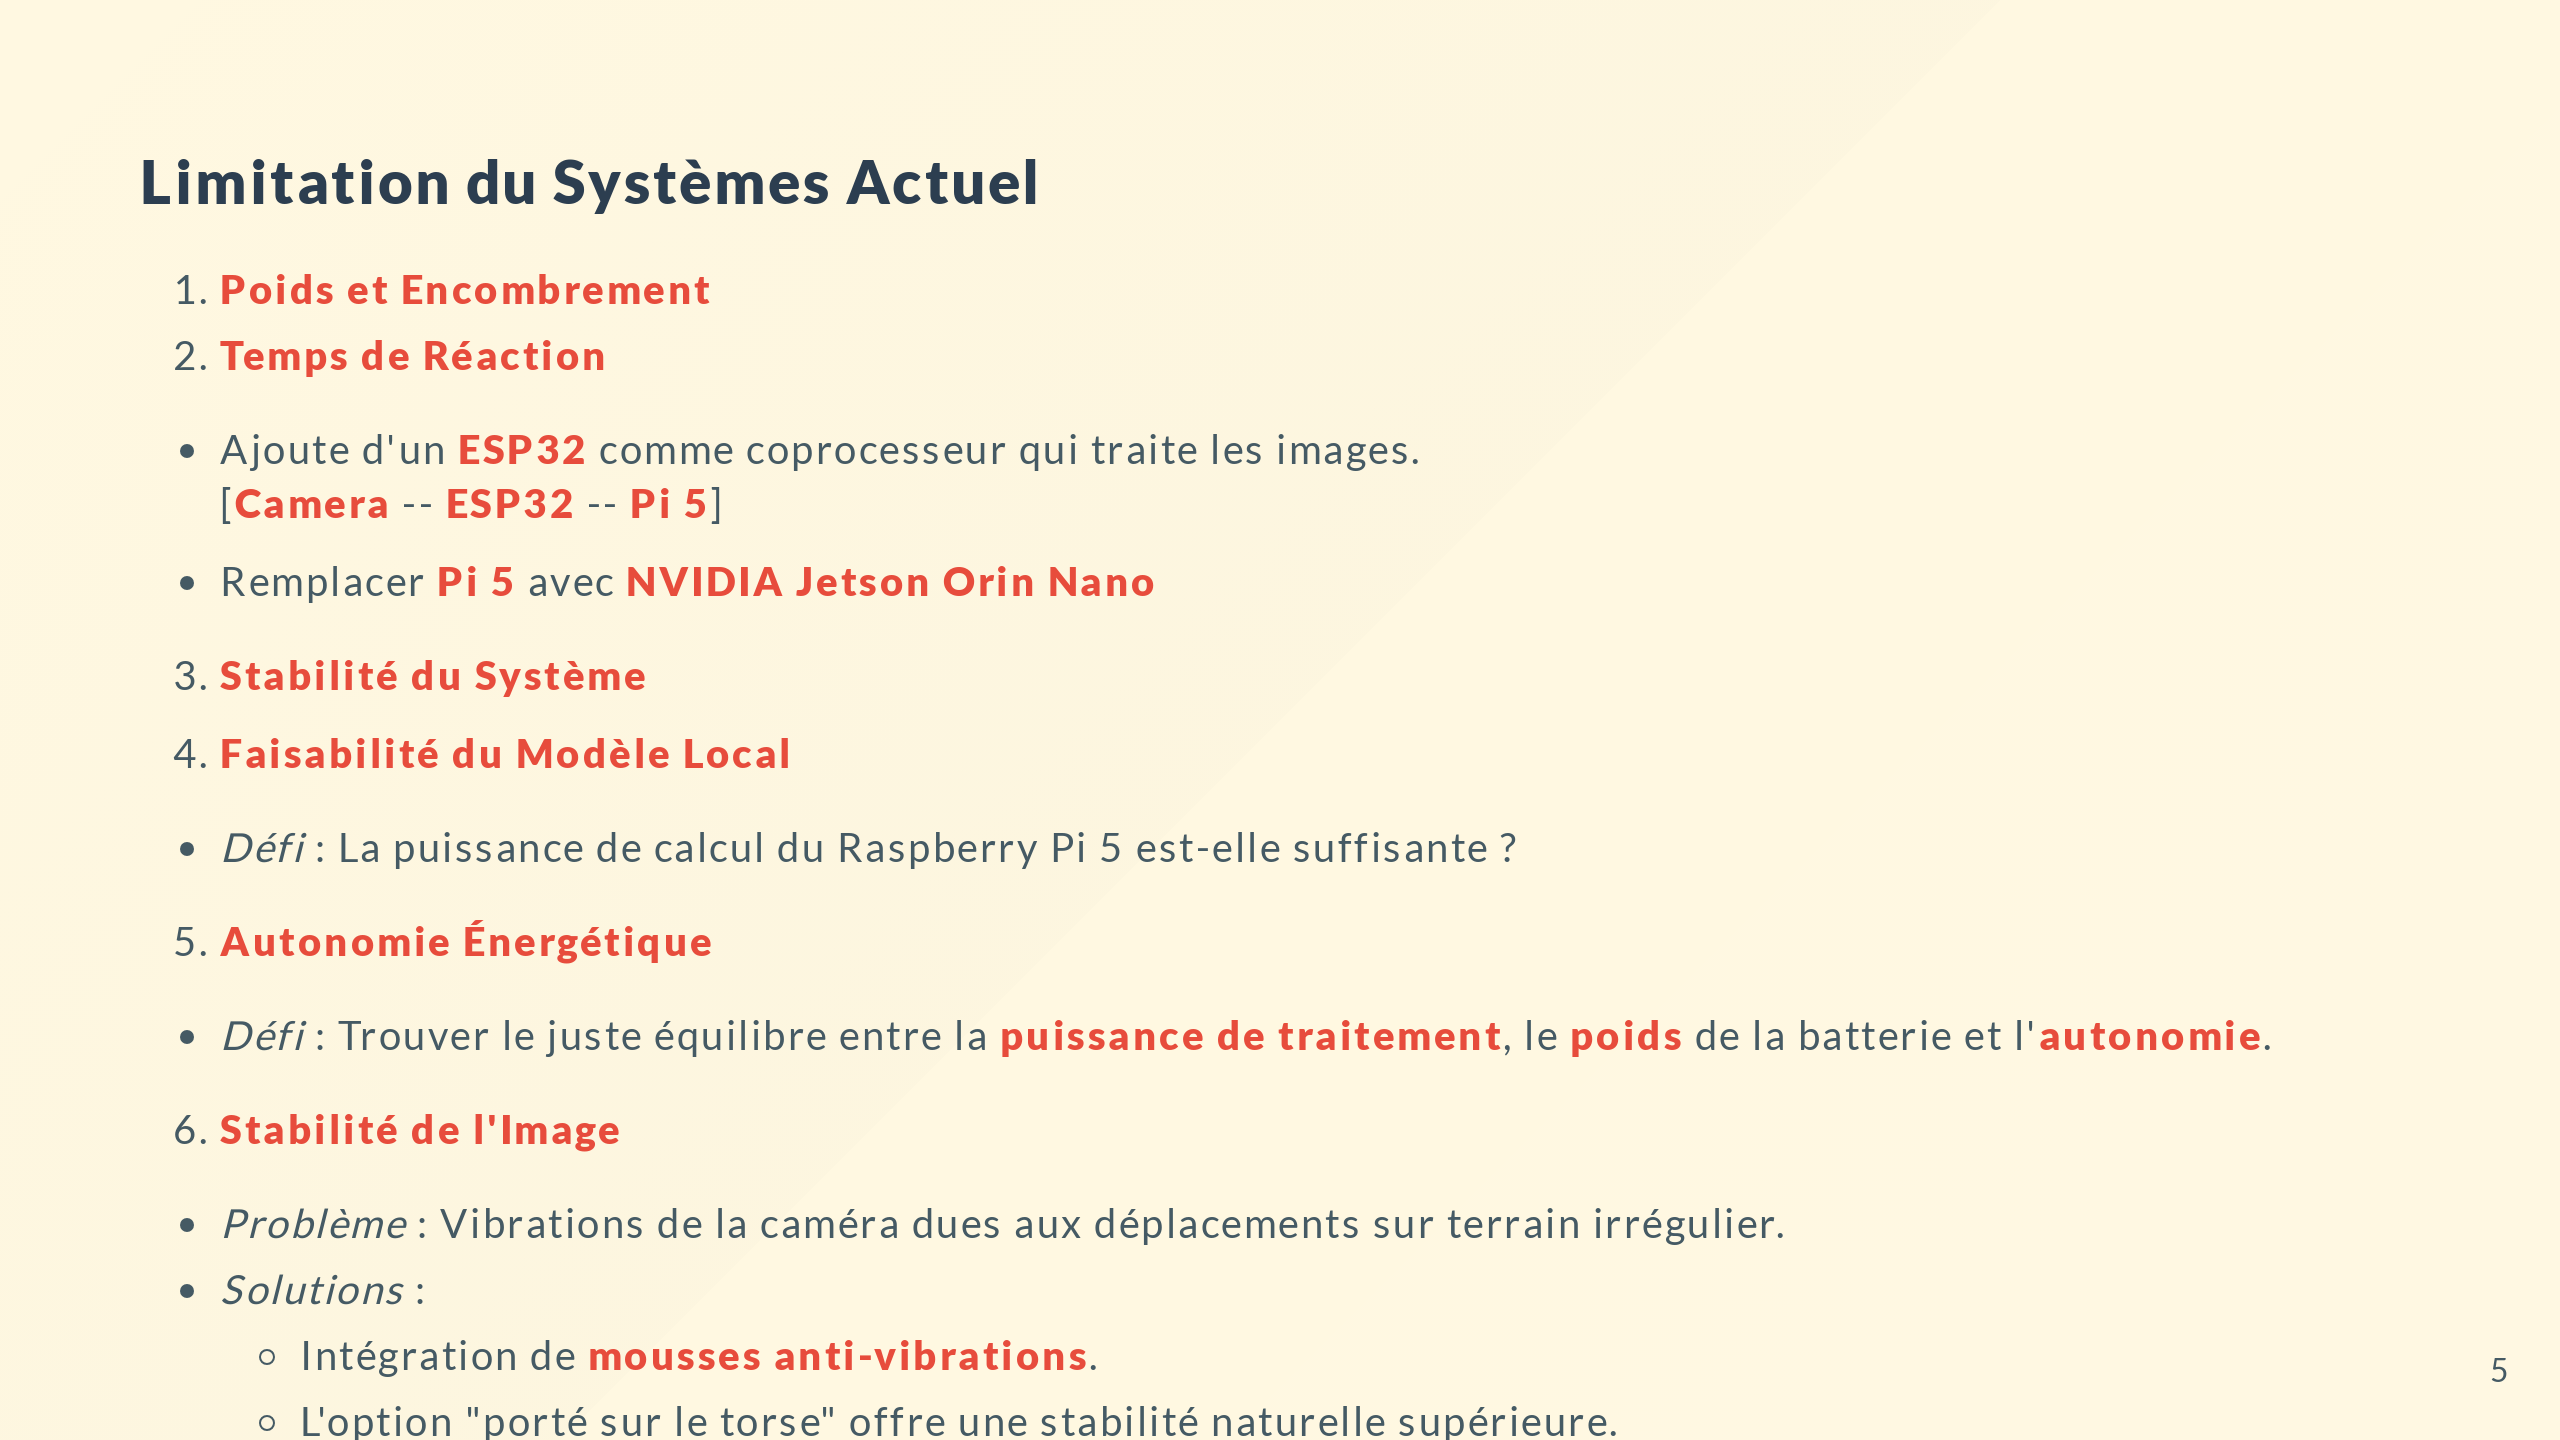 Limitation du Systèmes Actuel
1. Poids et Encombrement
2. Temps de Réaction
• Ajoute d'un ESP32 comme coprocesseur qui traite les images.
[Camera -- ESP32 -- Pi 5]
• Remplacer Pi 5 avec NVIDIA Jetson Orin Nano
3. Stabilité du Système
4. Faisabilité du Modèle Local
• Défi : La puissance de calcul du Raspberry Pi 5 est-elle suffisante ?
5. Autonomie Énergétique
• Défi : Trouver le juste équilibre entre la puissance de traitement, le poids de la batterie et l'autonomie.
6. Stabilité de l'Image
• Problème : Vibrations de la caméra dues aux déplacements sur terrain irrégulier.
• Solutions :
○ Intégration de mousses anti-vibrations.
○ L'option "porté sur le torse" offre une stabilité naturelle supérieure.
5